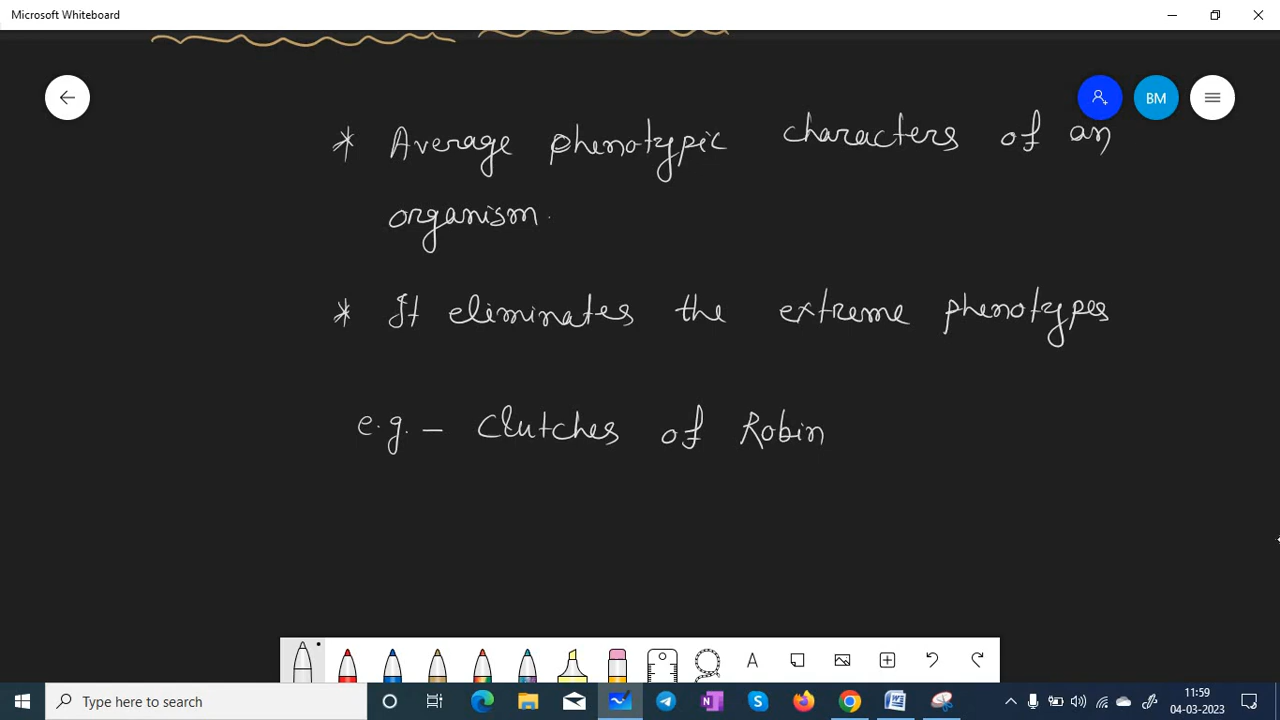 Microsoft Whiteboard
BM
* Average phenotypic characters of an
organism.
* It eliminates the extreme phenotypes
e.g. - Clutches of Robin
A
Type here to search
11:59
04-03-2023